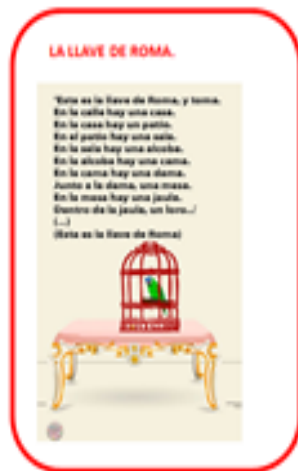 LA LLAVE DE ROMA.
"Esta es la llave de Roma, y toma.
En la calle hay una casa.
En la casa hay un patio.
En el patio hay una sala.
En la sala hay una alcoba.
En la alcoba hay una cama.
En la cama hay una dama.
Junto a la dama, una mesa.
En la mesa hay una jaula.
Dentro de la jaula, un loro…!
(...)
(Esta es la llave de Roma)